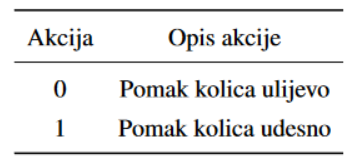 Akcija Opis akcije
0 Pomak kolica ulijevo
1 Pomak kolica udesno